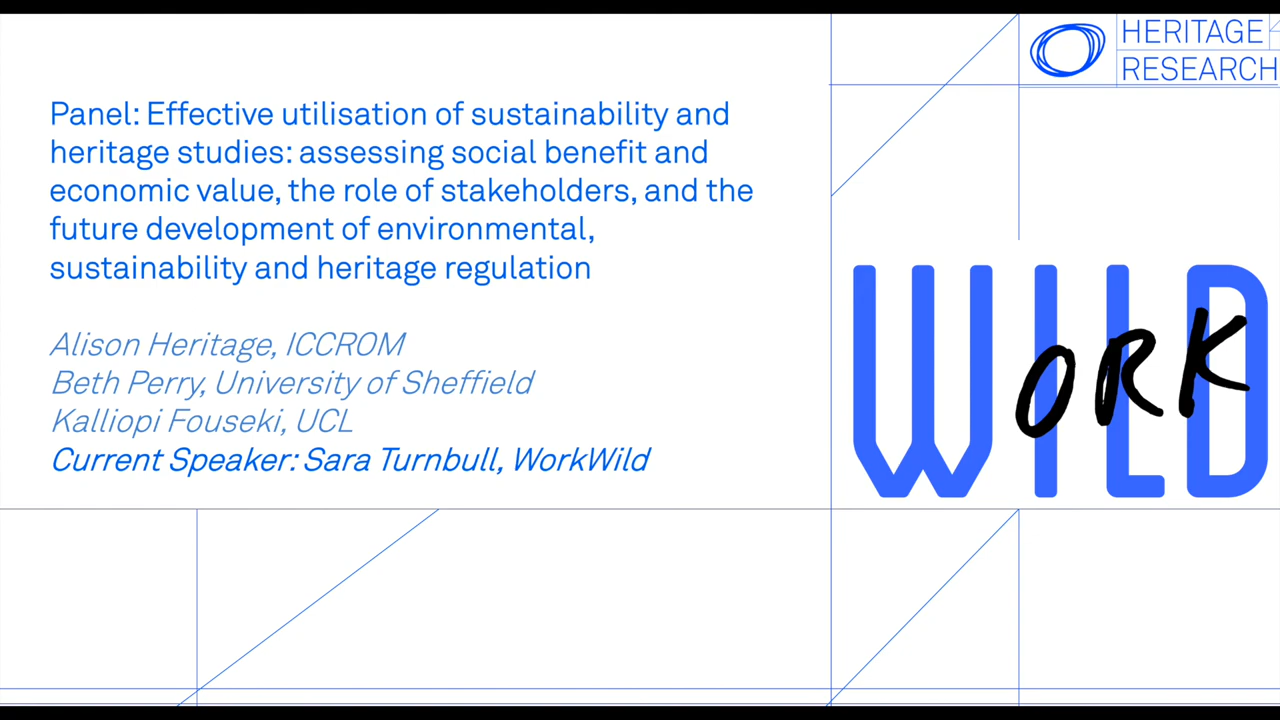 HERITAGE
RESEARCH
Panel: Effective utilisation of sustainability and
heritage studies: assessing social benefit and
economic value, the role of stakeholders, and the
future development of environmental,
sustainability and heritage regulation
Alison Heritage, ICCROM
Beth Perry, University of Sheffield
Kalliopi Fouseki, UCL
Current Speaker: Sara Turnbull, WorkWild
WILD
ORK